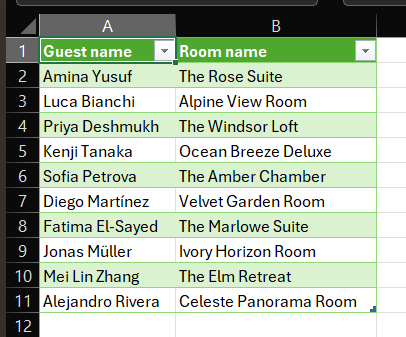 A B
1 Guest name Room name
2 Amina Yusuf The Rose Suite
3 Luca Bianchi Alpine View Room
4 Priya Deshmukh The Windsor Loft
5 Kenji Tanaka Ocean Breeze Deluxe
6 Sofia Petrova The Amber Chamber
7 Diego Martínez Velvet Garden Room
8 Fatima El-Sayed The Marlowe Suite
9 Jonas Müller Ivory Horizon Room
10 Mei Lin Zhang The Elm Retreat
11 Alejandro Rivera Celeste Panorama Room
12